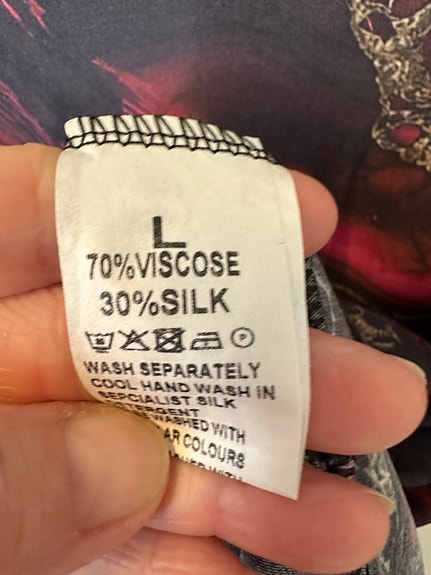 L
70%VISCOSE
30%SILK
WASH SEPARATELY
COOL HAND WASH IN
SEPCIALIST SILK
WASHED WITH
COLOURS